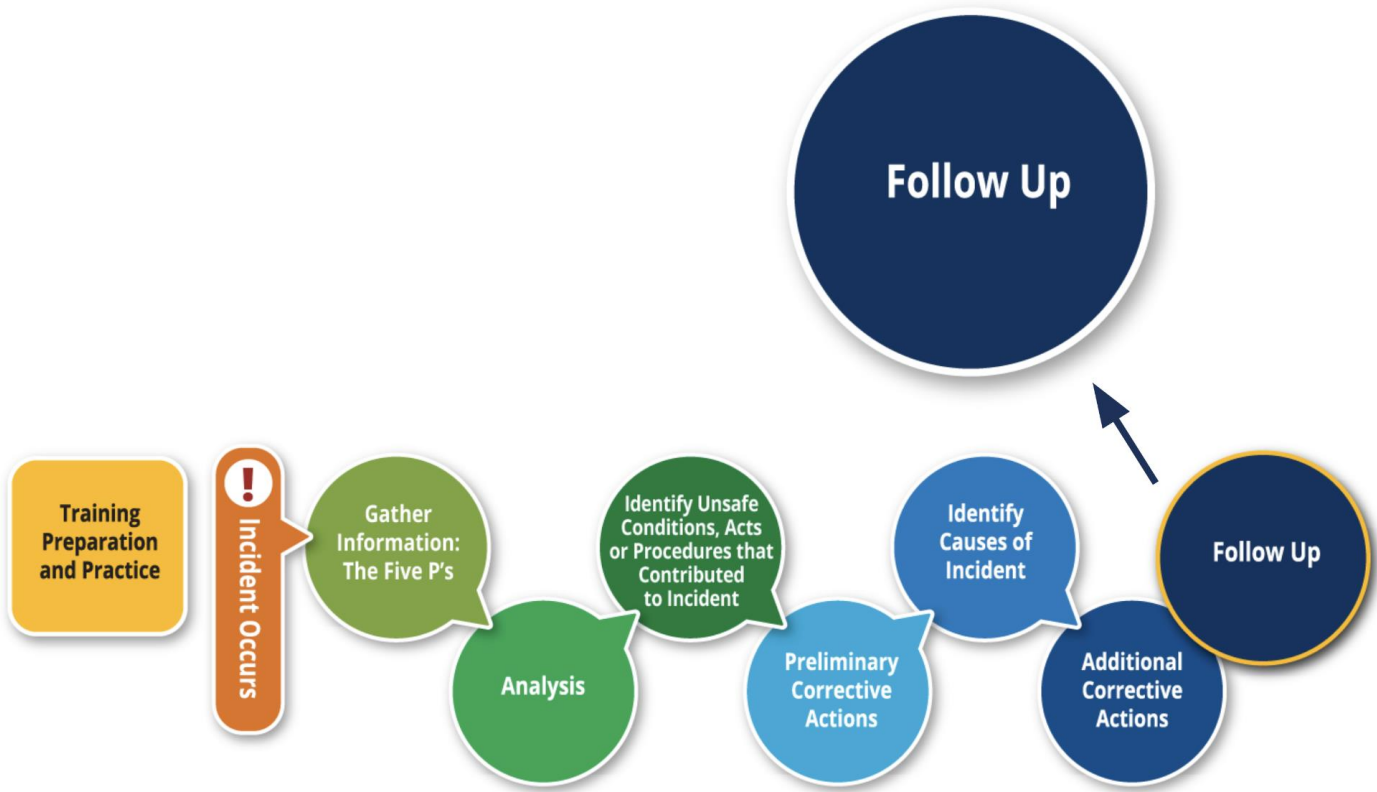 Follow Up
Training
Preparation
and Practice
!
Incident Occurs
Gather
Information:
The Five P's
Analysis
Identify Unsafe
Conditions, Acts
or Procedures that
Contributed
to Incident
Preliminary
Corrective
Actions
Identify
Causes of
Incident
Additional
Corrective
Actions
Follow Up